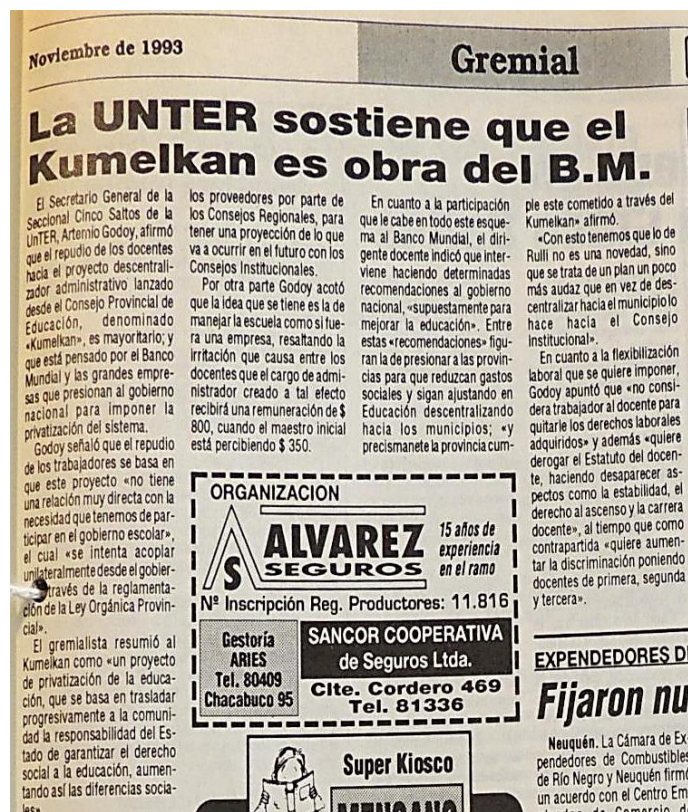 Noviembre de 1993
Gremial
La UNTER sostiene que el
Kumelkan es obra del B.M.
El Secretario General de la
Seccional Cinco Saltos de la
UnTER, Artemio Godoy, afirmó
que el repudio de los docentes
hacia el proyecto descentrali-
zador administrativo lanzado
desde el Consejo Provincial de
Educación, denominado
«Kumelkan», es mayoritario; y
que está pensado por el Banco
Mundial y las grandes empre-
sas que presionan al gobierno
nacional para imponer la
privatización del sistema.
Godoy señaló que el repudio
de los trabajadores se basa en
que este proyecto «no tiene
una relación muy directa con la
necesidad que tenemos de par-
ticipar en el gobierno escolar»,
el cual «se intenta acoplar
unilateralmente desde el gobier-
través de la reglamenta-
ción de la Ley Orgánica Provin-
cial».
El gremialista resumió al
Kumelkan como «un proyecto
de privatización de la educa-
ción, que se basa en trasladar
progresivamente a la comuni-
dad la responsabilidad del Es-
tado de garantizar el derecho
social a la educación, aumen-
tando así las diferencias socia-
les»
los proveedores por parte de
los Consejos Regionales, para
tener una proyección de lo que
va a ocurrir en el futuro con los
Consejos Institucionales.
Por otra parte Godoy acotó
que la idea que se tiene es la de
manejar la escuela como si fue-
ra una empresa, resaltando la
irritación que causa entre los
docentes que el cargo de admi-
nistrador creado a tal efecto
recibirá una remuneración de $
800, cuando el maestro inicial
está percibiendo $ 350.
En cuanto a la participación
que le cabe en todo este esque-
ma al Banco Mundial, el diri-
gente docente indicó que inter-
viene haciendo determinadas
recomendaciones al gobierno
nacional, «supuestamente para
mejorar la educación». Entre
estas «recomendaciones» figu-
ran la de presionar a las provin-
cias para que reduzcan gastos
sociales y sigan ajustando en
Educación descentralizando
hacia los municipios; «y
precismanete la provincia cum-
ple este cometido a través del
Kumelkan» afirmó.
«Con esto tenemos que lo de
Rulli no es una novedad, sino
que se trata de un plan un poco
más audaz que en vez de des-
centralizar hacia el municipio lo
hace hacia el Consejo
Institucional».
En cuanto a la flexibilización
laboral que se quiere imponer,
Godoy apuntó que «no consi-
dera trabajador al docente para
quitarle los derechos laborales
adquiridos» y además «quiere
derogar el Estatuto del docen-
te, haciendo desaparecer as-
pectos como la estabilidad, el
derecho al ascenso y la carrera
docente», al tiempo que como
contrapartida «quiere aumen-
tar la discriminación poniendo
docentes de primera, segunda
y tercera».
ORGANIZACION
AS
ALVAREZ
SEGUROS
15 años de
experiencia
en el ramo
Nº Inscripción Reg. Productores: 11.816
Gestoría
ARIES
Tel. 80409
Chacabuco 95
SANCOR COOPERATIVA
de Seguros Ltda.
Clte. Cordero 469
Tel. 81336
Super Kiosco
MENGANO
EXPENDEDORES D
Fijaron nu
Neuquén. La Cámara de Ex-
pendedores de Combustibles
de Río Negro y Neuquén firmó
un acuerdo con el Centro Em